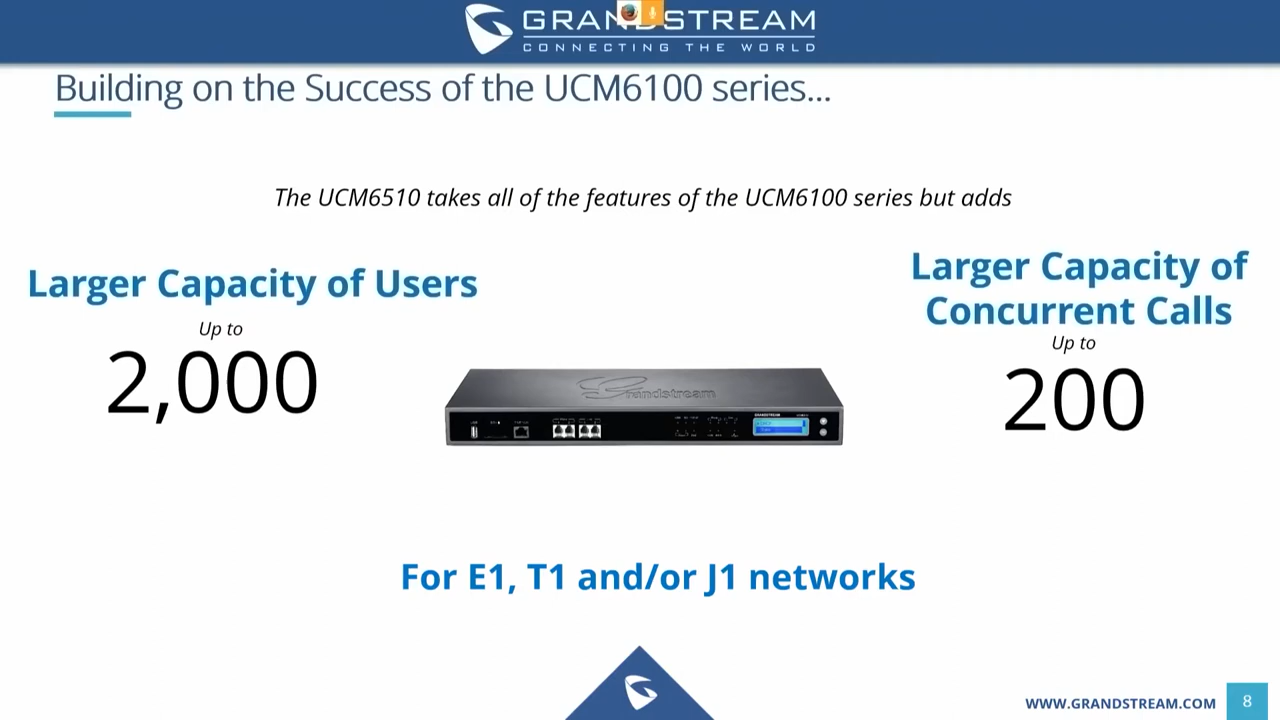 GRANDSTREAM
CONNECTING THE WORLD
Building on the Success of the UCM6100 series...
The UCM6510 takes all of the features of the UCM6100 series but adds
Larger Capacity of Users
Up to
2,000
Larger Capacity of
Concurrent Calls
Up to
200
Grandstream
GRANDSTREAM
For E1, T1 and/or J1 networks
WWW.GRANDSTREAM.COM
8